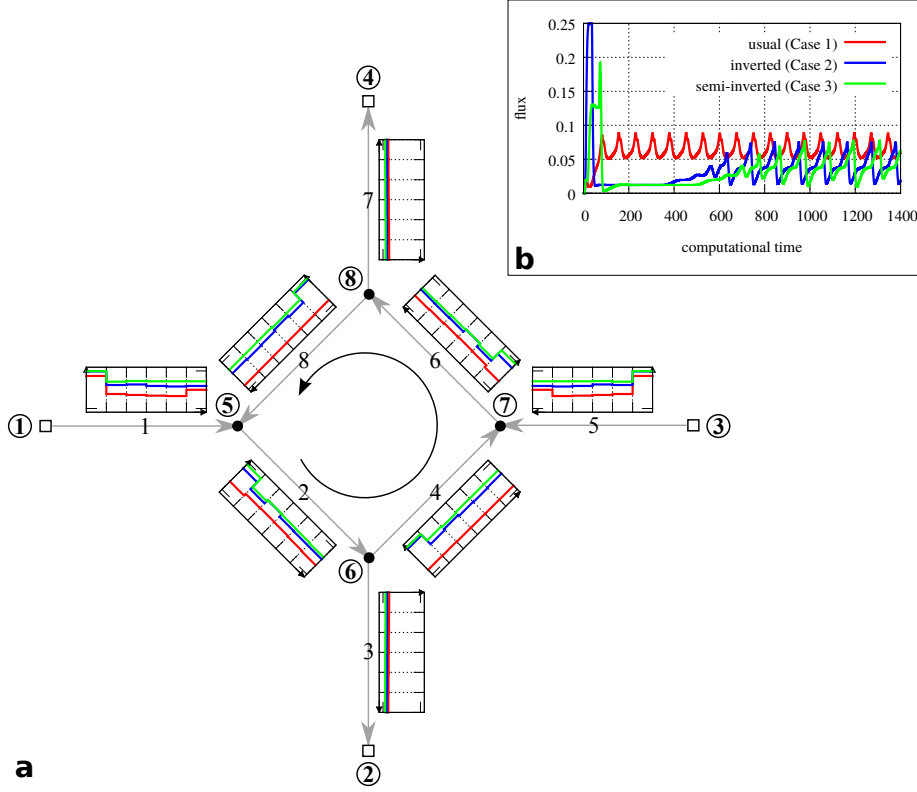 0.25
0.2
0.15
0.1
0.05
0
flux
usual (Case 1)
inverted (Case 2)
semi-inverted (Case 3)
0 200 400 600 800 1000 1200 1400
computational time
b
4
7
8
8
6
5
7
1
1
5
3
2
4
6
3
2
a